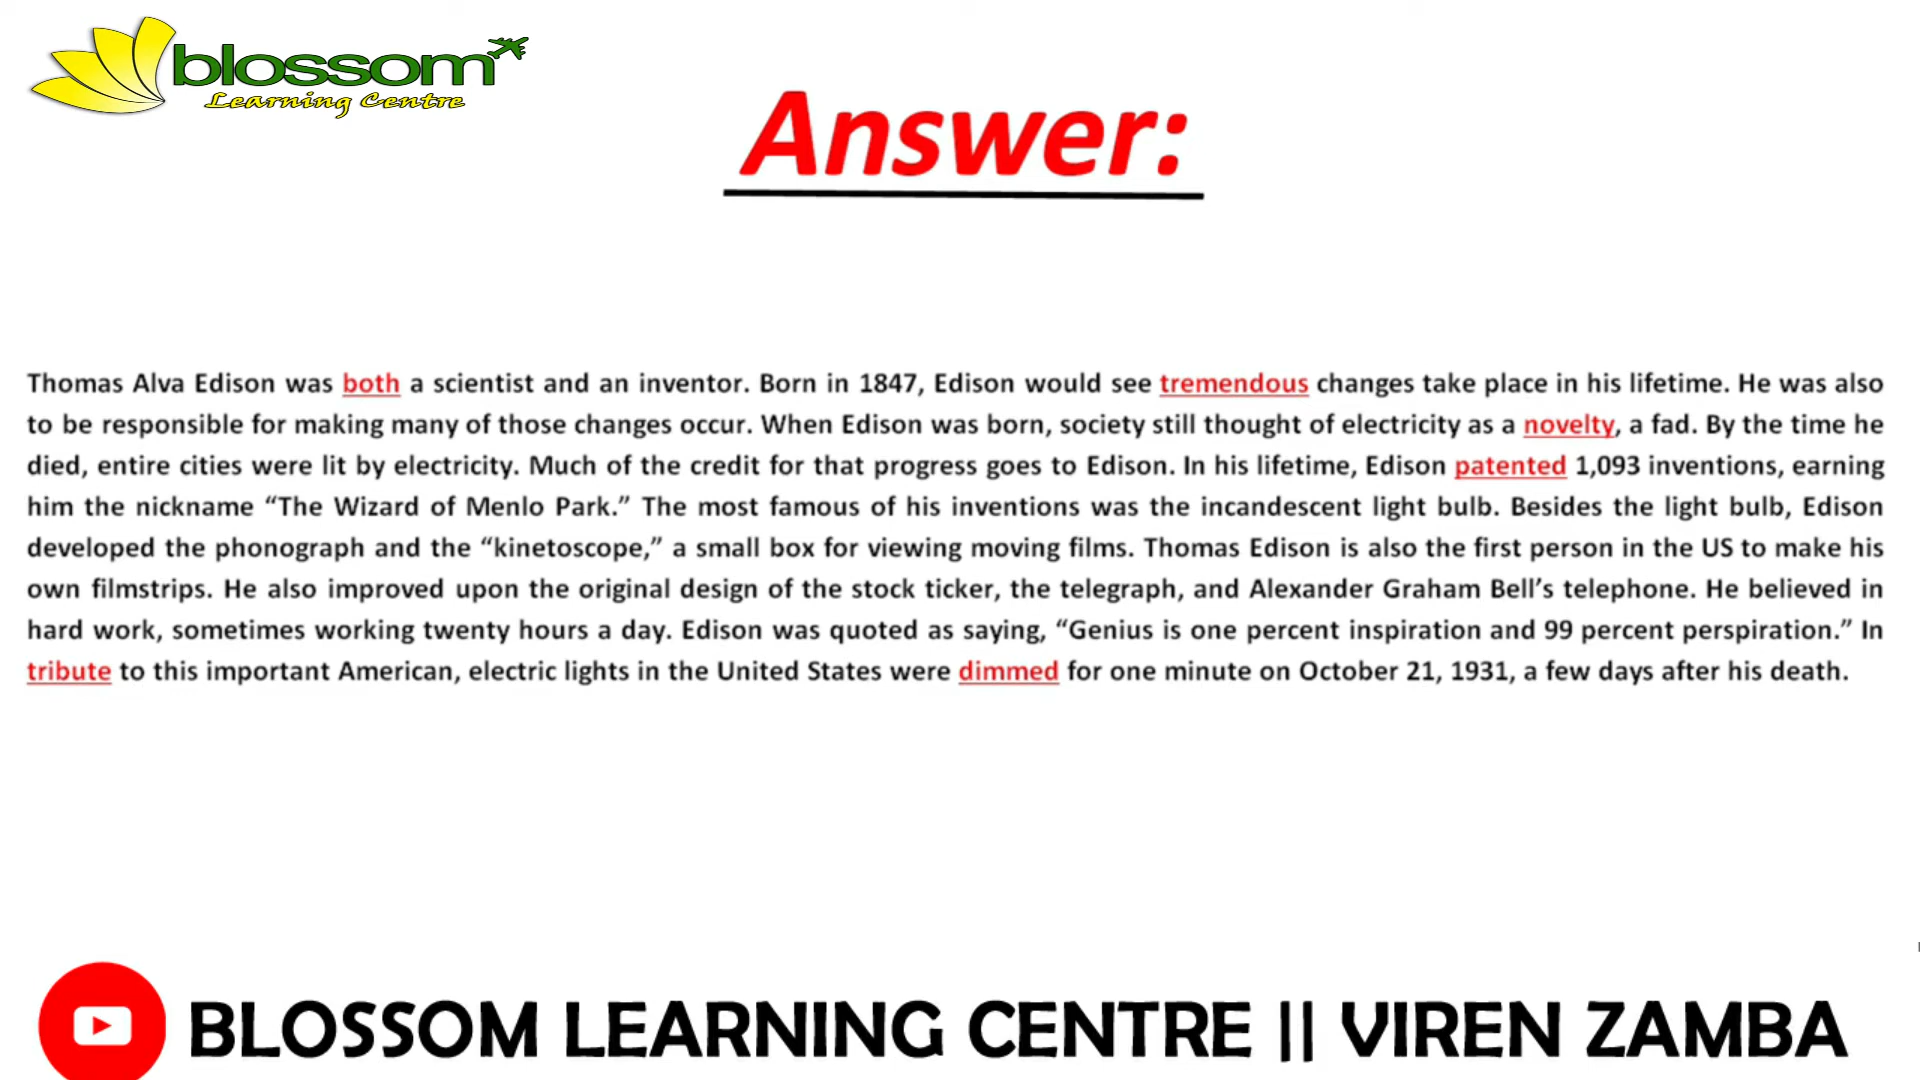 blossom
Learning Centre
Answer:
Thomas Alva Edison was both a scientist and an inventor. Born in 1847, Edison would see tremendous changes take place in his lifetime. He was also
to be responsible for making many of those changes occur. When Edison was born, society still thought of electricity as a novelty, a fad. By the time he
died, entire cities were lit by electricity. Much of the credit for that progress goes to Edison. In his lifetime, Edison patented 1,093 inventions, earning
him the nickname “The Wizard of Menlo Park.” The most famous of his inventions was the incandescent light bulb. Besides the light bulb, Edison
developed the phonograph and the “kinetoscope,” a small box for viewing moving films. Thomas Edison is also the first person in the US to make his
own filmstrips. He also improved upon the original design of the stock ticker, the telegraph, and Alexander Graham Bell’s telephone. He believed in
hard work, sometimes working twenty hours a day. Edison was quoted as saying, “Genius is one percent inspiration and 99 percent perspiration.” In
tribute to this important American, electric lights in the United States were dimmed for one minute on October 21, 1931, a few days after his death.
BLOSSOM LEARNING CENTRE || VIREN ZAMBA